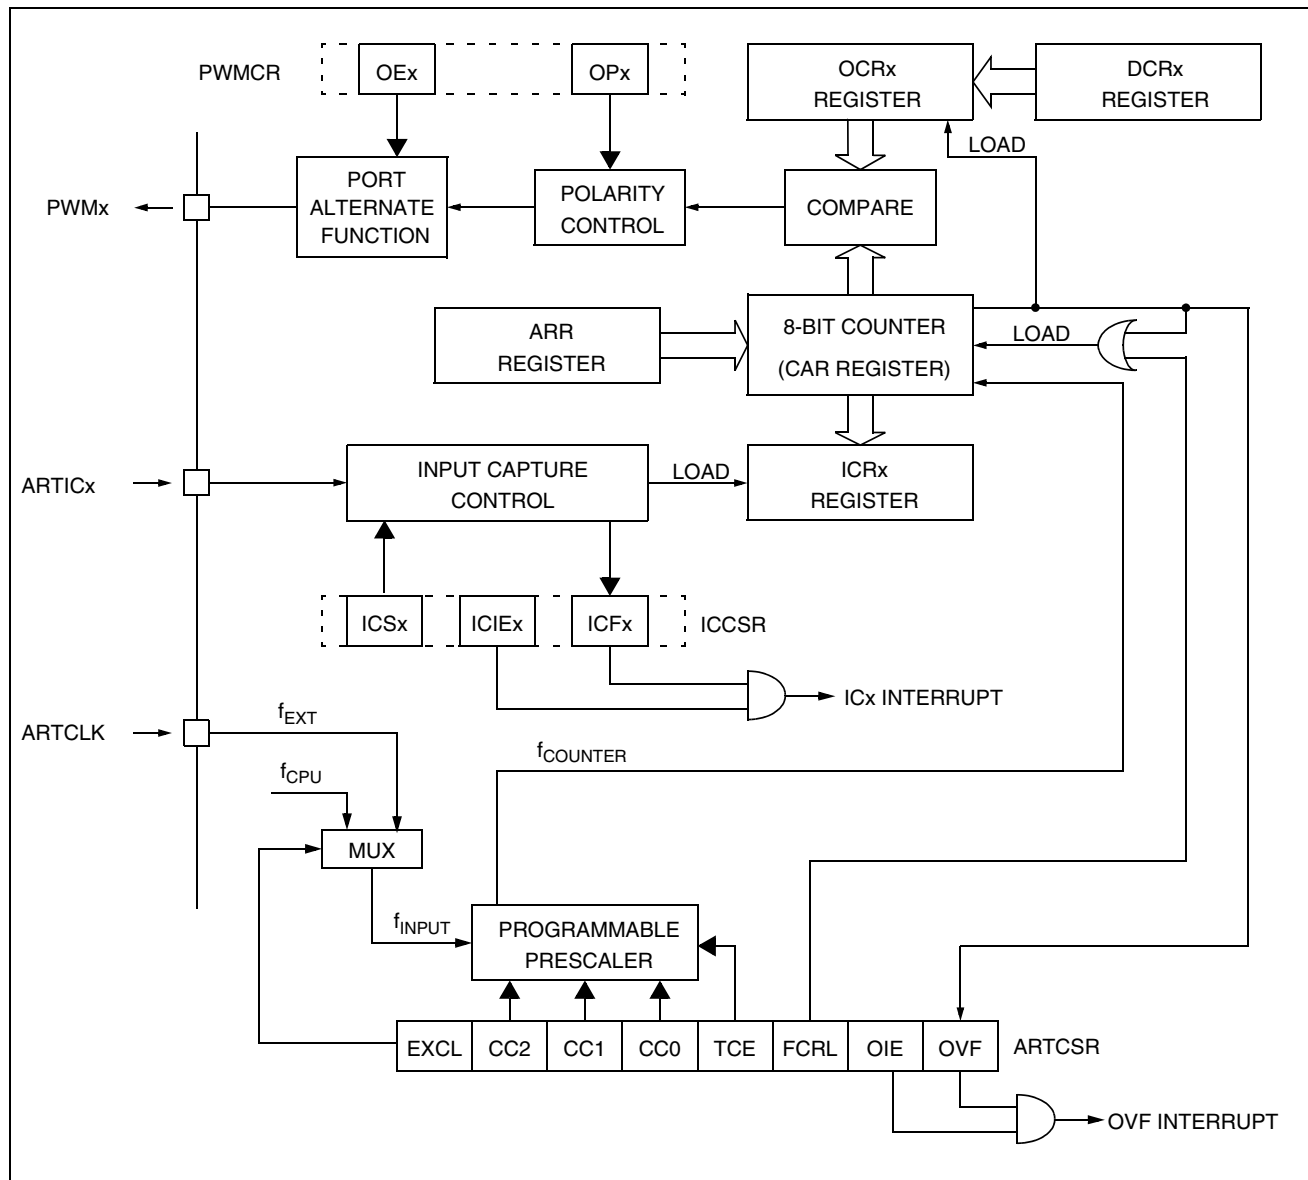 PWMCR
OEx
OPx
OCRx
REGISTER
DCRx
REGISTER
LOAD
PWMx
PORT
ALTERNATE
FUNCTION
POLARITY
CONTROL
COMPARE
ARR
REGISTER
8-BIT COUNTER
(CAR REGISTER)
LOAD
ARTICx
INPUT CAPTURE
CONTROL
LOAD
ICRx
REGISTER
ICSx
ICIEx
ICFx
ICCSR
ICx INTERRUPT
ARTCLK
fEXT
fCPU
fCOUNTER
MUX
fINPUT
PROGRAMMABLE
PRESCALER
EXCL
CC2
CC1
CC0
TCE
FCRL
OIE
OVF
ARTCSR
OVF INTERRUPT